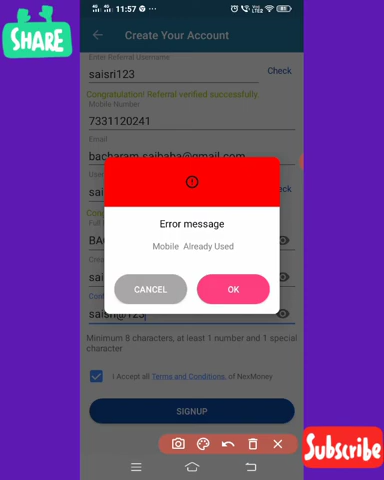 SHARE
11:57
Create Your Account
Enter Referral Username
saisri123
Check
Congratulation! Referral verified successfully.
Mobile Number
7331120241
Email
bacharam.saibaba@gmail.com
Error message
Mobile Already Used
CANCEL
OK
Minimum 8 characters, at least 1 number and 1 special
character
I Accept all Terms and Conditions, of NexMoney
SIGNUP
Subscribe